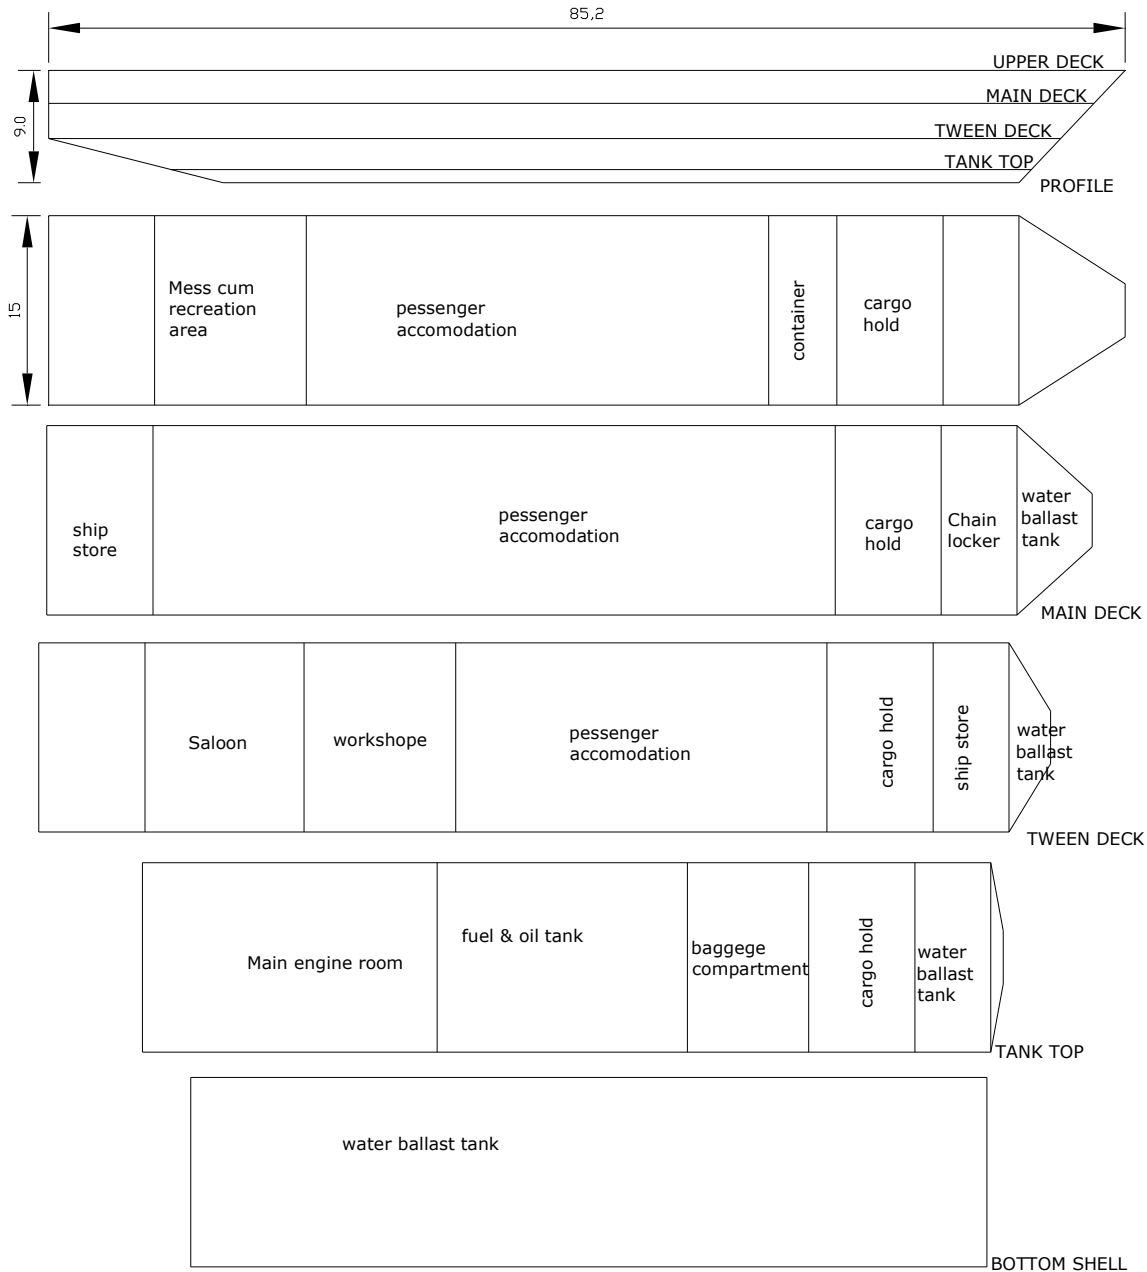 85,2
UPPER DECK
MAIN DECK
9.0
TWEEN DECK
TANK TOP
PROFILE
15
Mess cum
recreation
area
pessenger
accomodation
container
cargo
hold
ship
store
pessenger
accomodation
cargo
hold
Chain
locker
water
ballast
tank
MAIN DECK
Saloon
workshope
pessenger
accomodation
cargo hold
ship store
water
ballast
tank
TWEEN DECK
Main engine room
fuel & oil tank
baggege
compartment
cargo hold
water
ballast
tank
TANK TOP
water ballast tank
BOTTOM SHELL